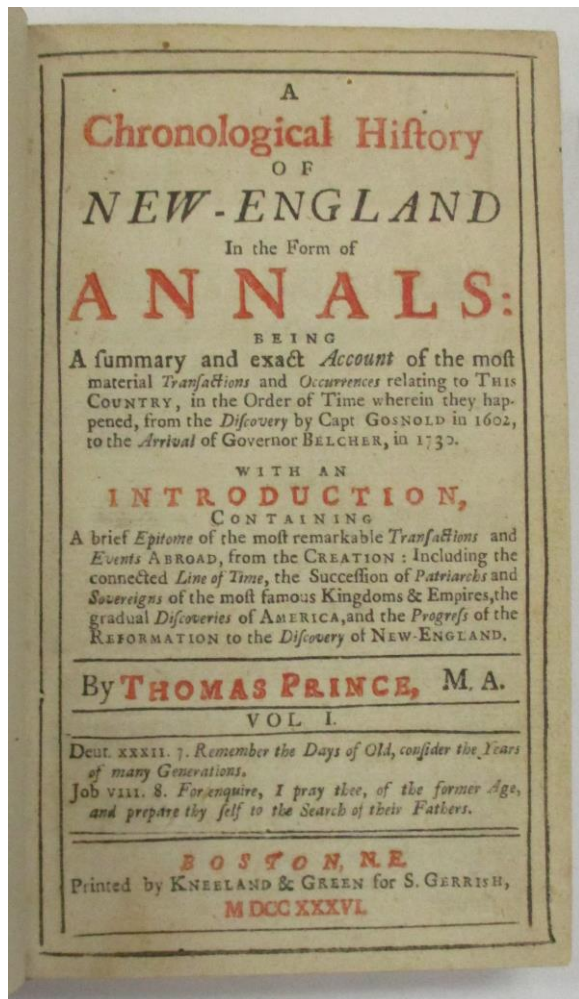 A
Chronological Hiſtory
OF
NEW-ENGLAND
In the Form of
ANNALS:
BEING
A ſummary and exact Account of the moſt
material Tranſactions and Occurrences relating to THIS
COUNTRY, in the Order of Time wherein they hap-
pened, from the Diſcovery by Capt GOSNOLD in 1602,
to the Arrival of Governor BELCHER, in 1730.
WITH AN
INTRODUCTION,
CONTAINING
A brief Epitome of the moſt remarkable Tranſactions and
Events ABROAD, from the CREATION : Including the
connected Line of Time, the Succeſſion of Patriarchs and
Sovereigns of the moſt famous Kingdoms & Empires,the
gradual Diſcoveries of AMERICA,and the Progreſs of the
REFORMATION to the Diſcovery of NEW-ENGLAND.
By THOMAS PRINCE, M. A.
VOL I.
Deut. xxxii. 7. Remember the Days of Old, conſider the Years
of many Generations.
Job viii. 8. For enquire, I pray thee, of the former Age,
and prepare thy ſelf to the Search of their Fathers.
BOSTON, N.E.
Printed by KNEELAND & GREEN for S. GERRISH,
MDCCXXXVI.